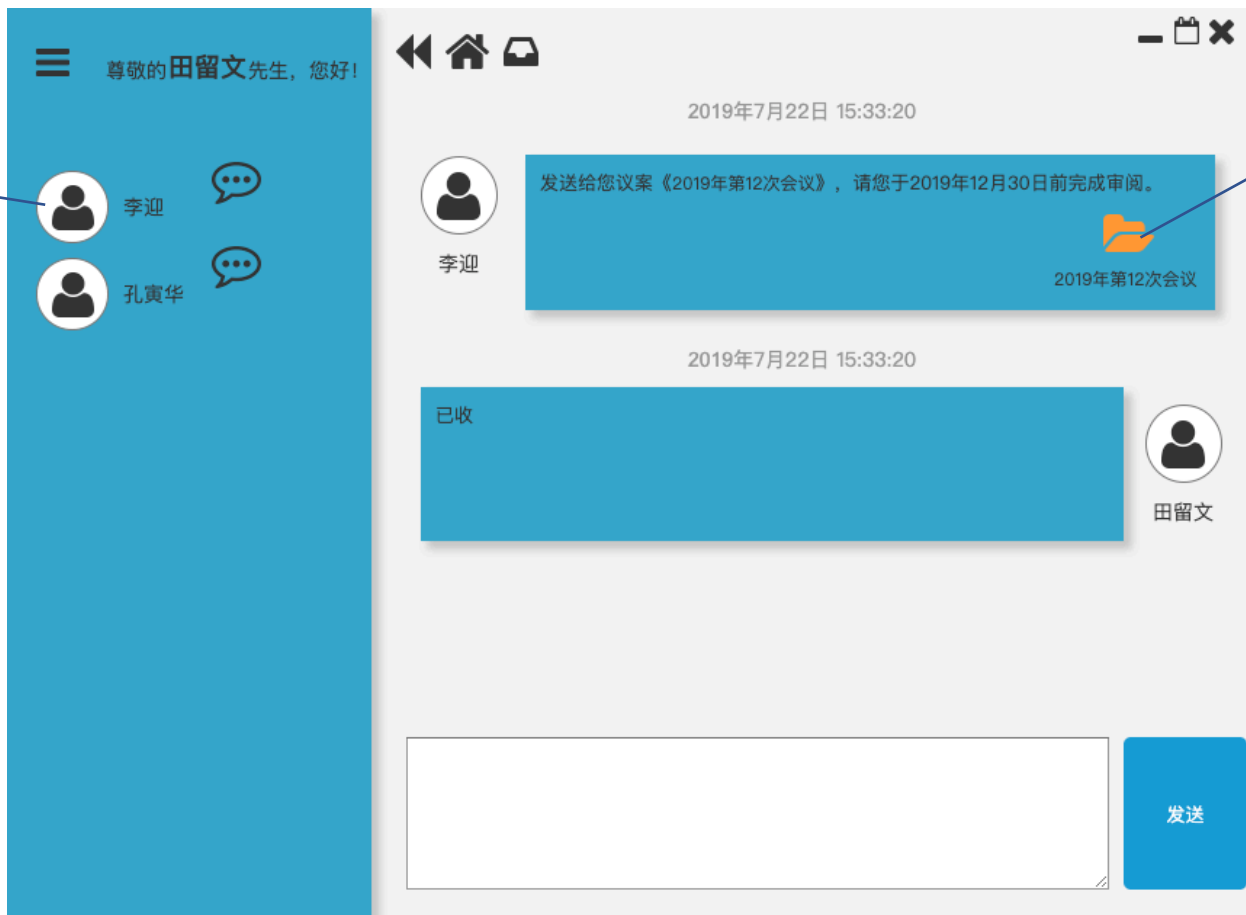 尊敬的田留文先生，您好！
李迎
孔寅华
2019年7月22日 15:33:20
发送给您议案《2019年第12次会议》，请您于2019年12月30日前完成审阅。
李迎
2019年第12次会议
2019年7月22日 15:33:20
已收
田留文
发送